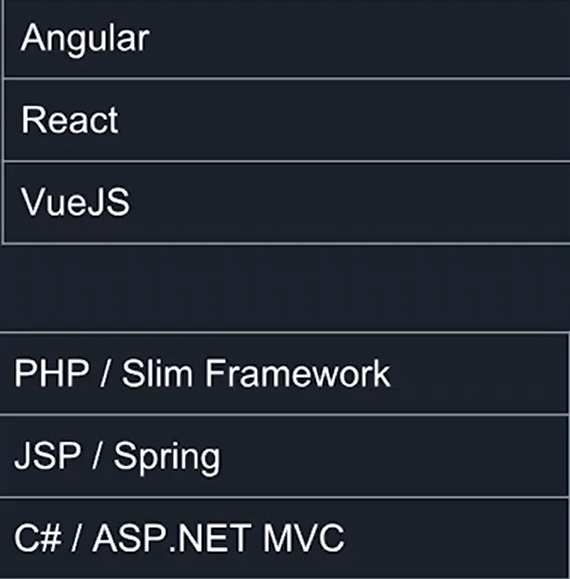 Angular
React
VueJS
PHP / Slim Framework
JSP / Spring
C# / ASP.NET MVC